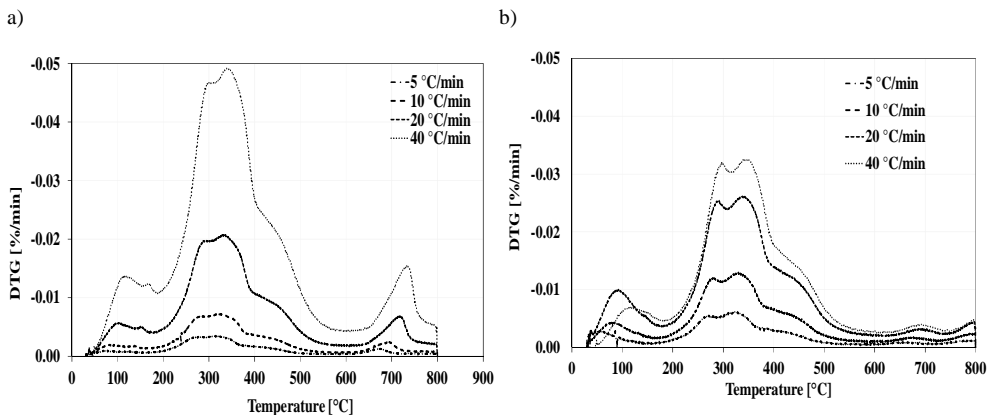 a)
-0.05
-0.04
-0.03
-0.02
-0.01
0.00
DTG [%/min]
5 °C/min
10 °C/min
20 °C/min
40 °C/min
0 100 200 300 400 500 600 700 800 900
Temperature [°C]
b)
-0.05
-0.04
-0.03
-0.02
-0.01
0.00
DTG [%/min]
5 °C/min
10 °C/min
20 °C/min
40 °C/min
0 100 200 300 400 500 600 700 800
Temperature [°C]